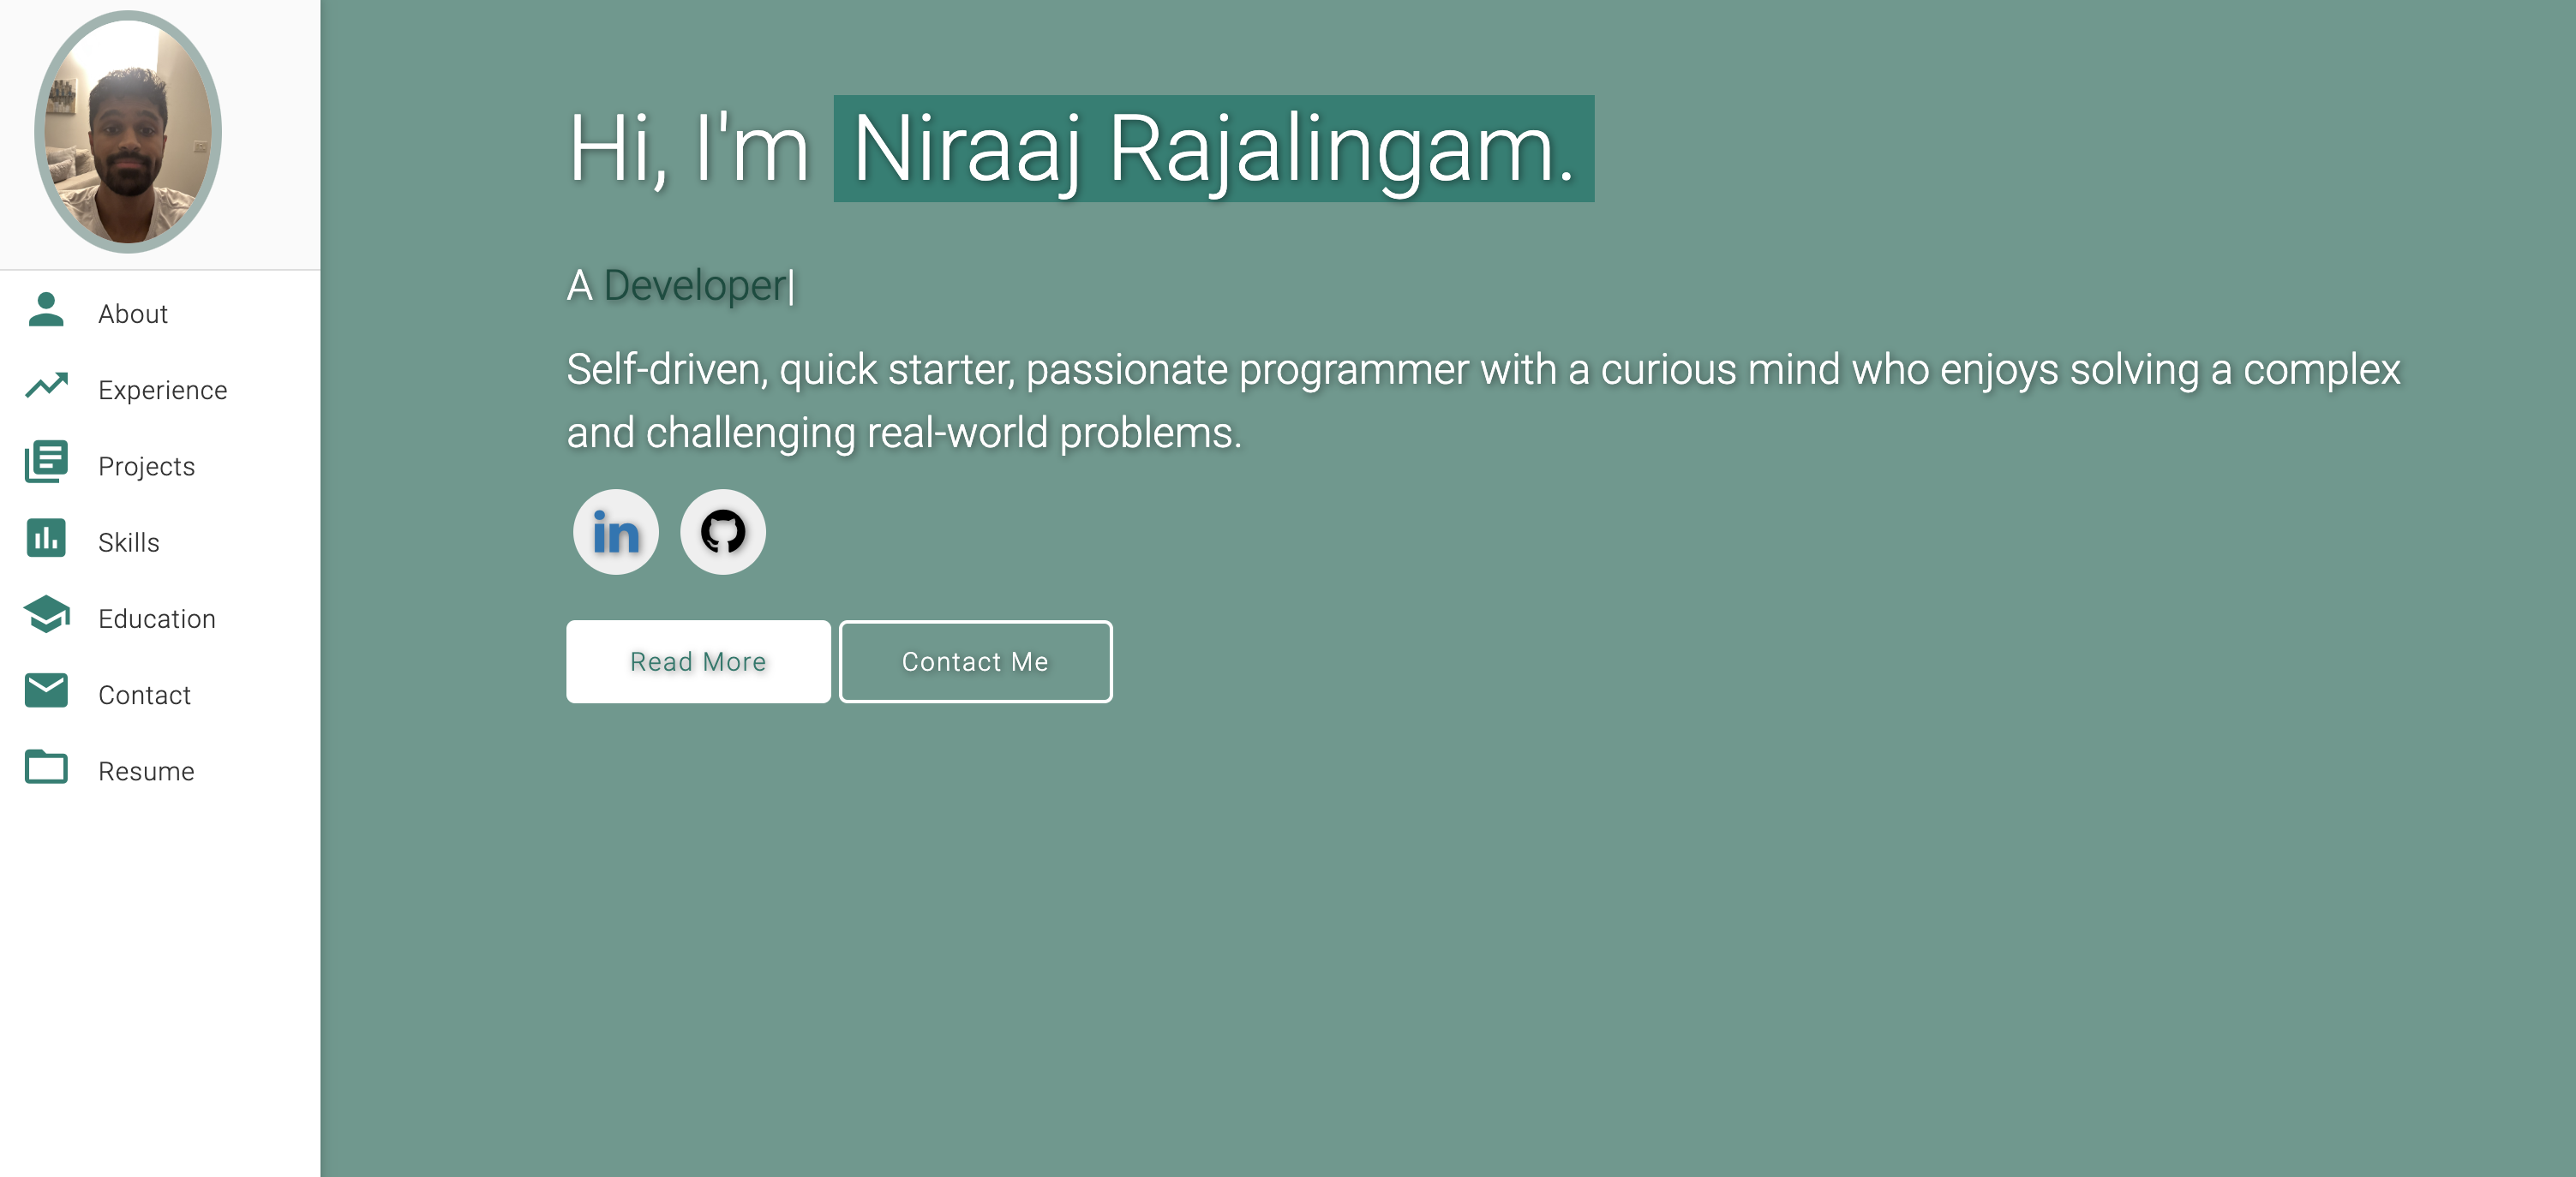 About
Experience
Projects
Skills
Education
Contact
Resume
Hi, I'm Niraaj Rajalingam.
A Developer|
Self-driven, quick starter, passionate programmer with a curious mind who enjoys solving a complex
and challenging real-world problems.
in
Read More
Contact Me